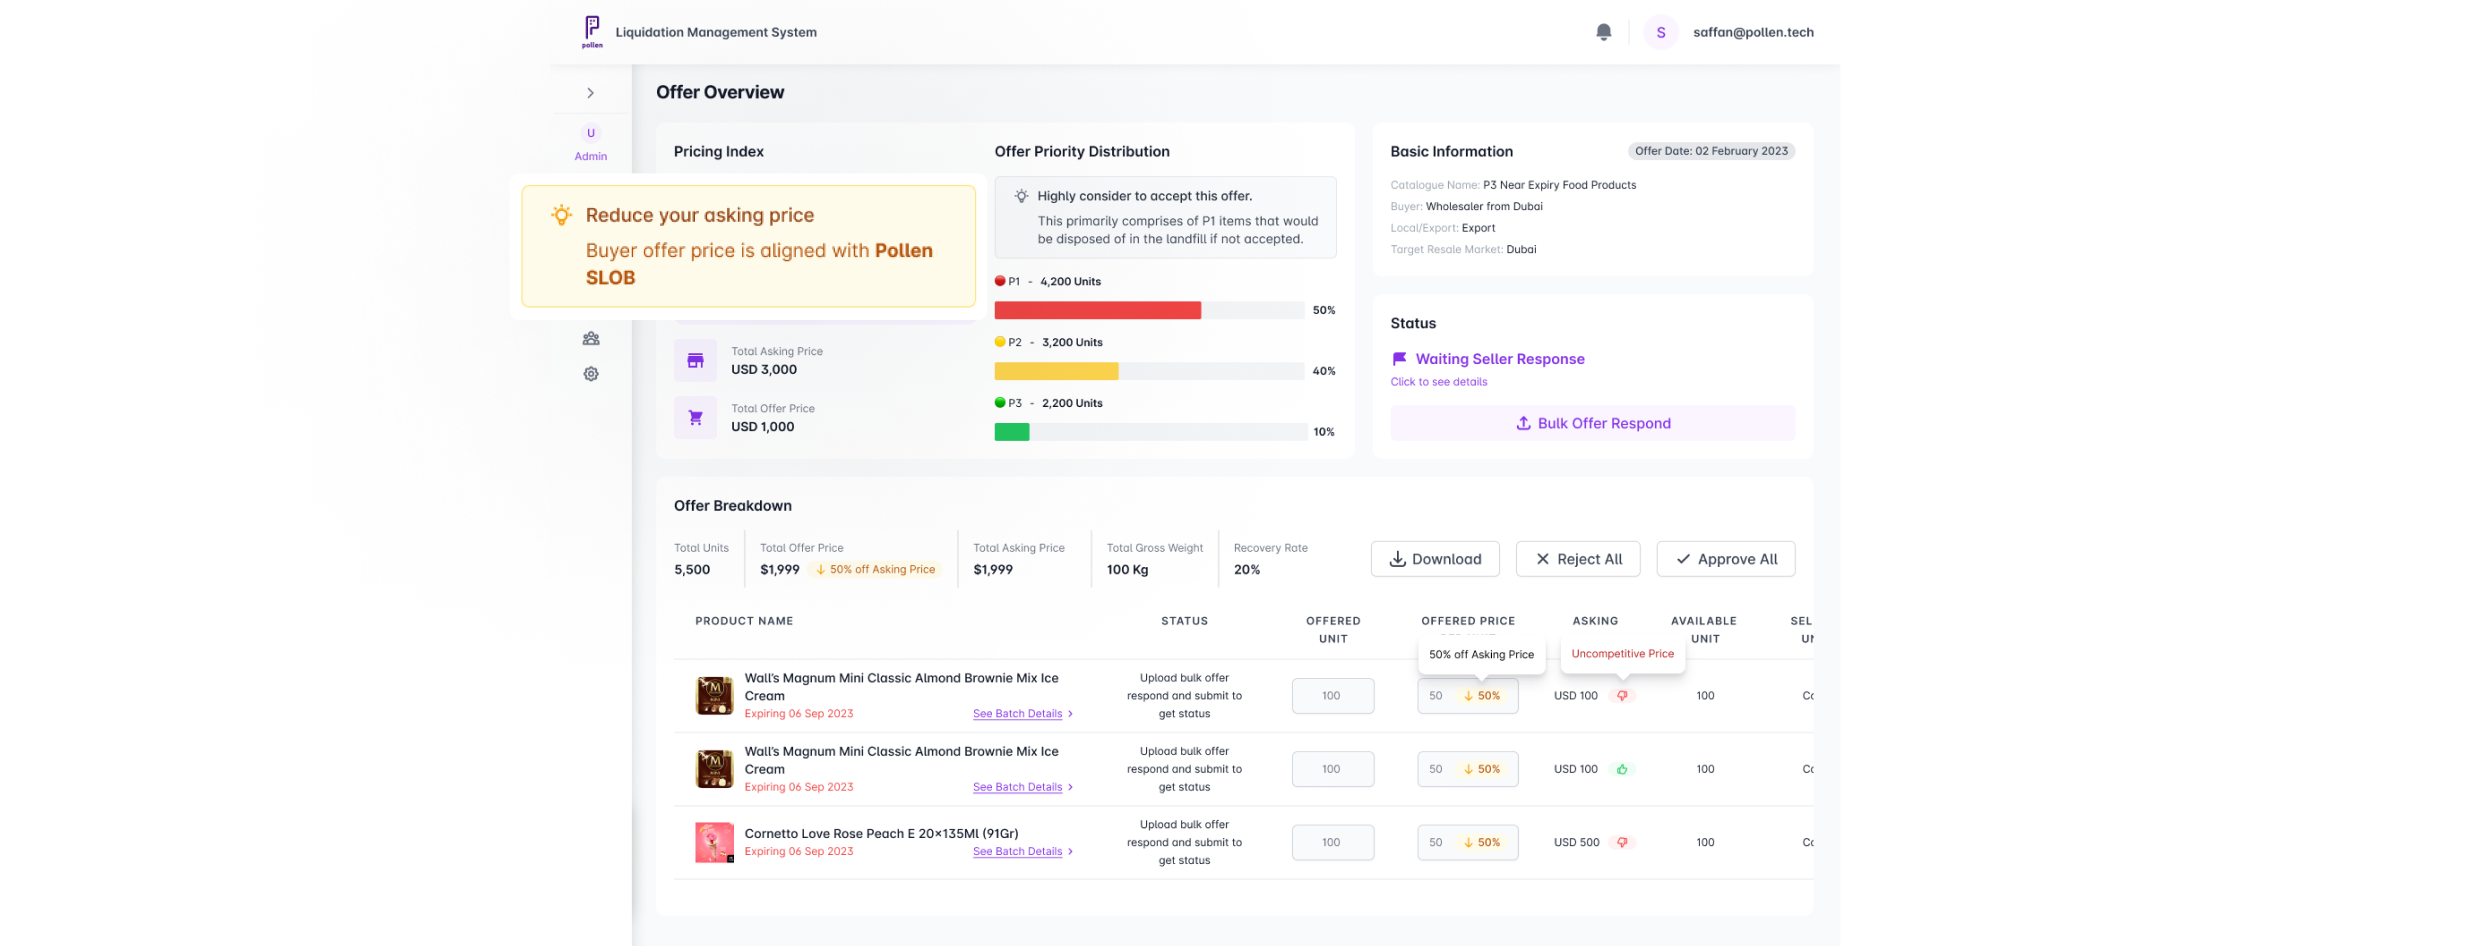 pollen
Liquidation Management System
S
saffan@pollen.tech
U
Admin
Offer Overview
Pricing Index
Reduce your asking price
Buyer offer price is aligned with Pollen
SLOB
Total Asking Price
USD 3,000
Total Offer Price
USD 1,000
Offer Priority Distribution
Highly consider to accept this offer.
This primarily comprises of P1 items that would
be disposed of in the landfill if not accepted.
P1 - 4,200 Units
50%
P2 - 3,200 Units
40%
P3 - 2,200 Units
10%
Basic Information
Offer Date: 02 February 2023
Catalogue Name: P3 Near Expiry Food Products
Buyer: Wholesaler from Dubai
Local/Export: Export
Target Resale Market: Dubai
Status
Waiting Seller Response
Click to see details
Bulk Offer Respond
Offer Breakdown
Total Units
5,500
Total Offer Price
$1,999 50% off Asking Price
Total Asking Price
$1,999
Total Gross Weight
100 Kg
Recovery Rate
20%
Download
Reject All
Approve All
PRODUCT NAME
STATUS
OFFERED
UNIT
OFFERED PRICE
ASKING
AVAILABLE
UNIT
SEL
50% off Asking Price
Uncompetitive Price
Wall's Magnum Mini Classic Almond Brownie Mix Ice
Cream
Expiring 06 Sep 2023
See Batch Details
Upload bulk offer
respond and submit to
get status
100
50 50%
USD 100
100
Wall's Magnum Mini Classic Almond Brownie Mix Ice
Cream
Expiring 06 Sep 2023
See Batch Details
Upload bulk offer
respond and submit to
get status
100
50 50%
USD 100
100
Cornetto Love Rose Peach E 20x135Ml (91Gr)
Expiring 06 Sep 2023
See Batch Details
Upload bulk offer
respond and submit to
get status
100
50 50%
USD 500
100